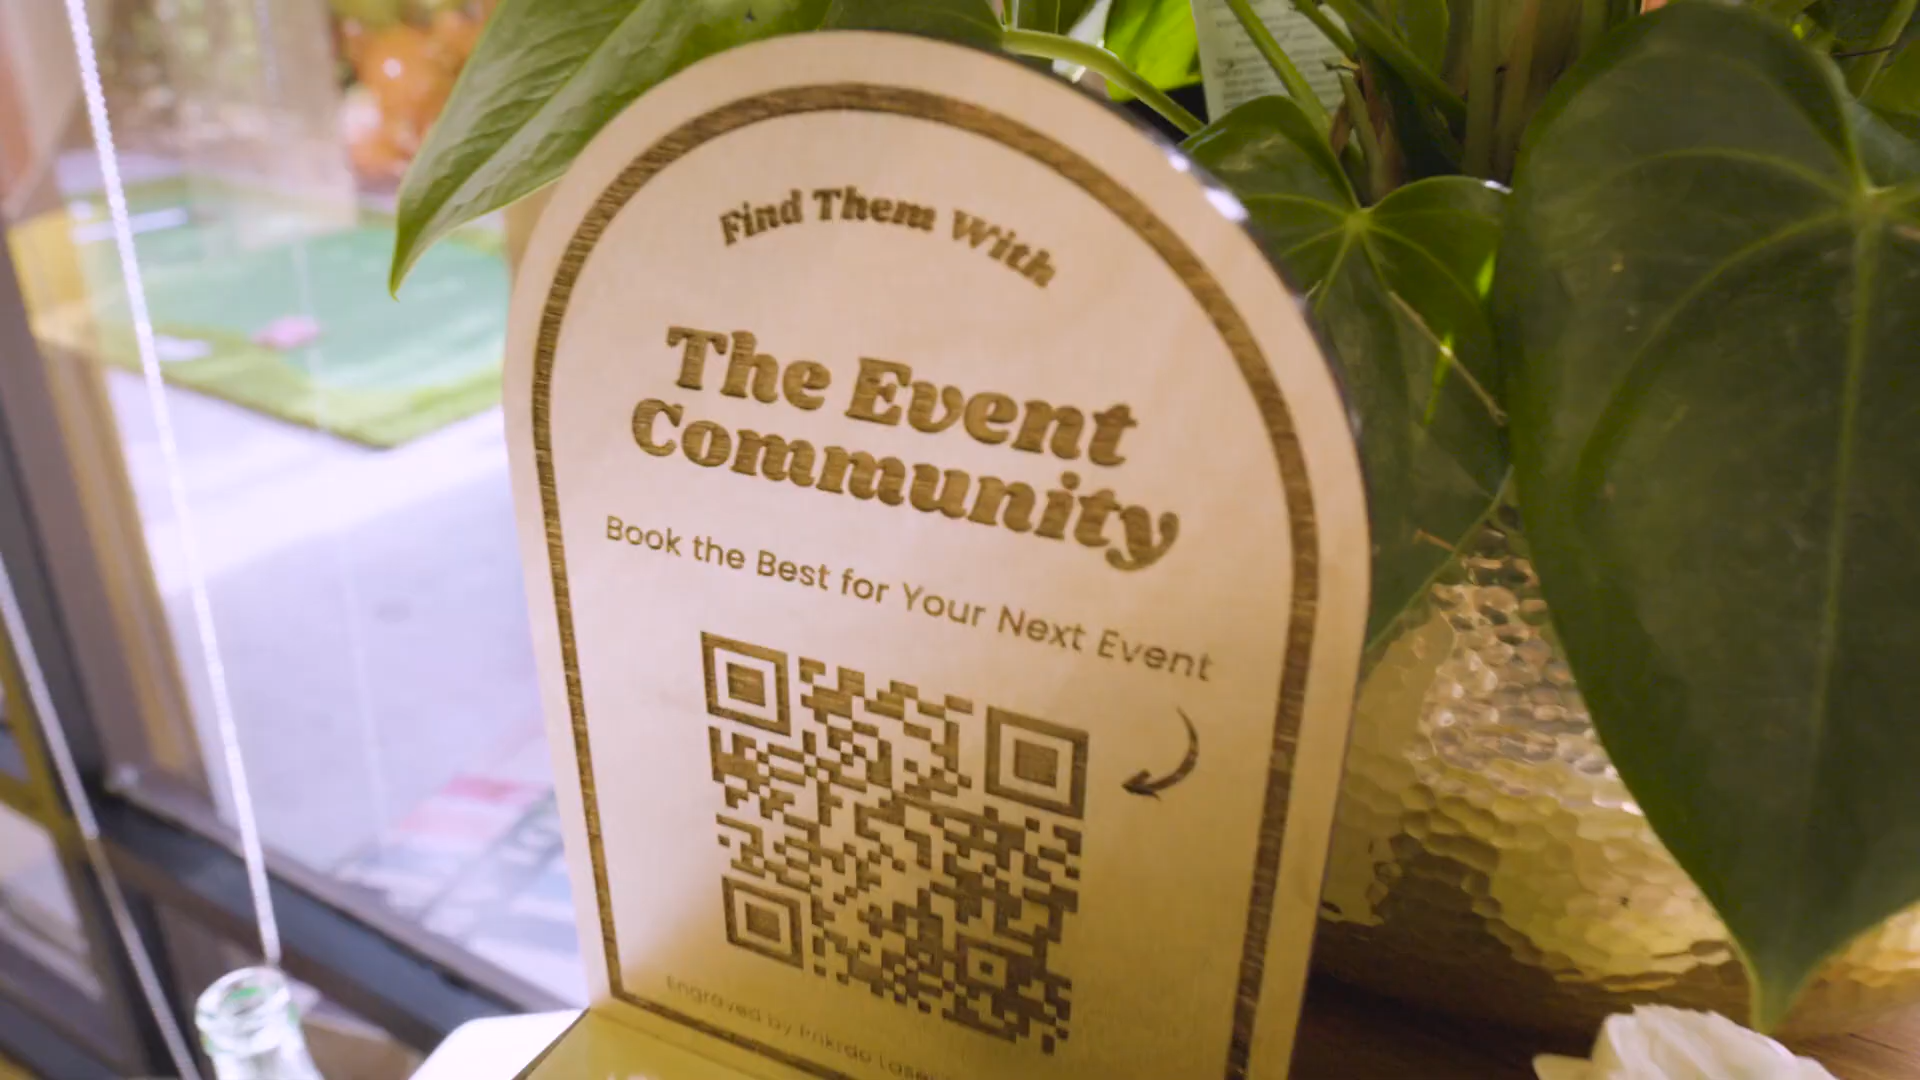 Find Them With
The Event
Community
Book the Best for Your Next Event
Engraved by